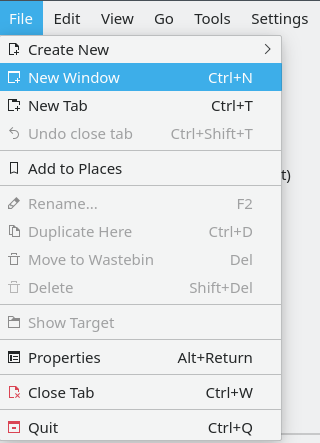 File Edit View Go Tools Settings
Create New
New Window Ctrl+N
New Tab Ctrl+T
Undo close tab Ctrl+Shift+T
Add to Places
t)
Rename... F2
Duplicate Here Ctrl+D
Move to Wastebin Del
Delete Shift+Del
Show Target
Properties Alt+Return
Close Tab Ctrl+W
Quit Ctrl+Q